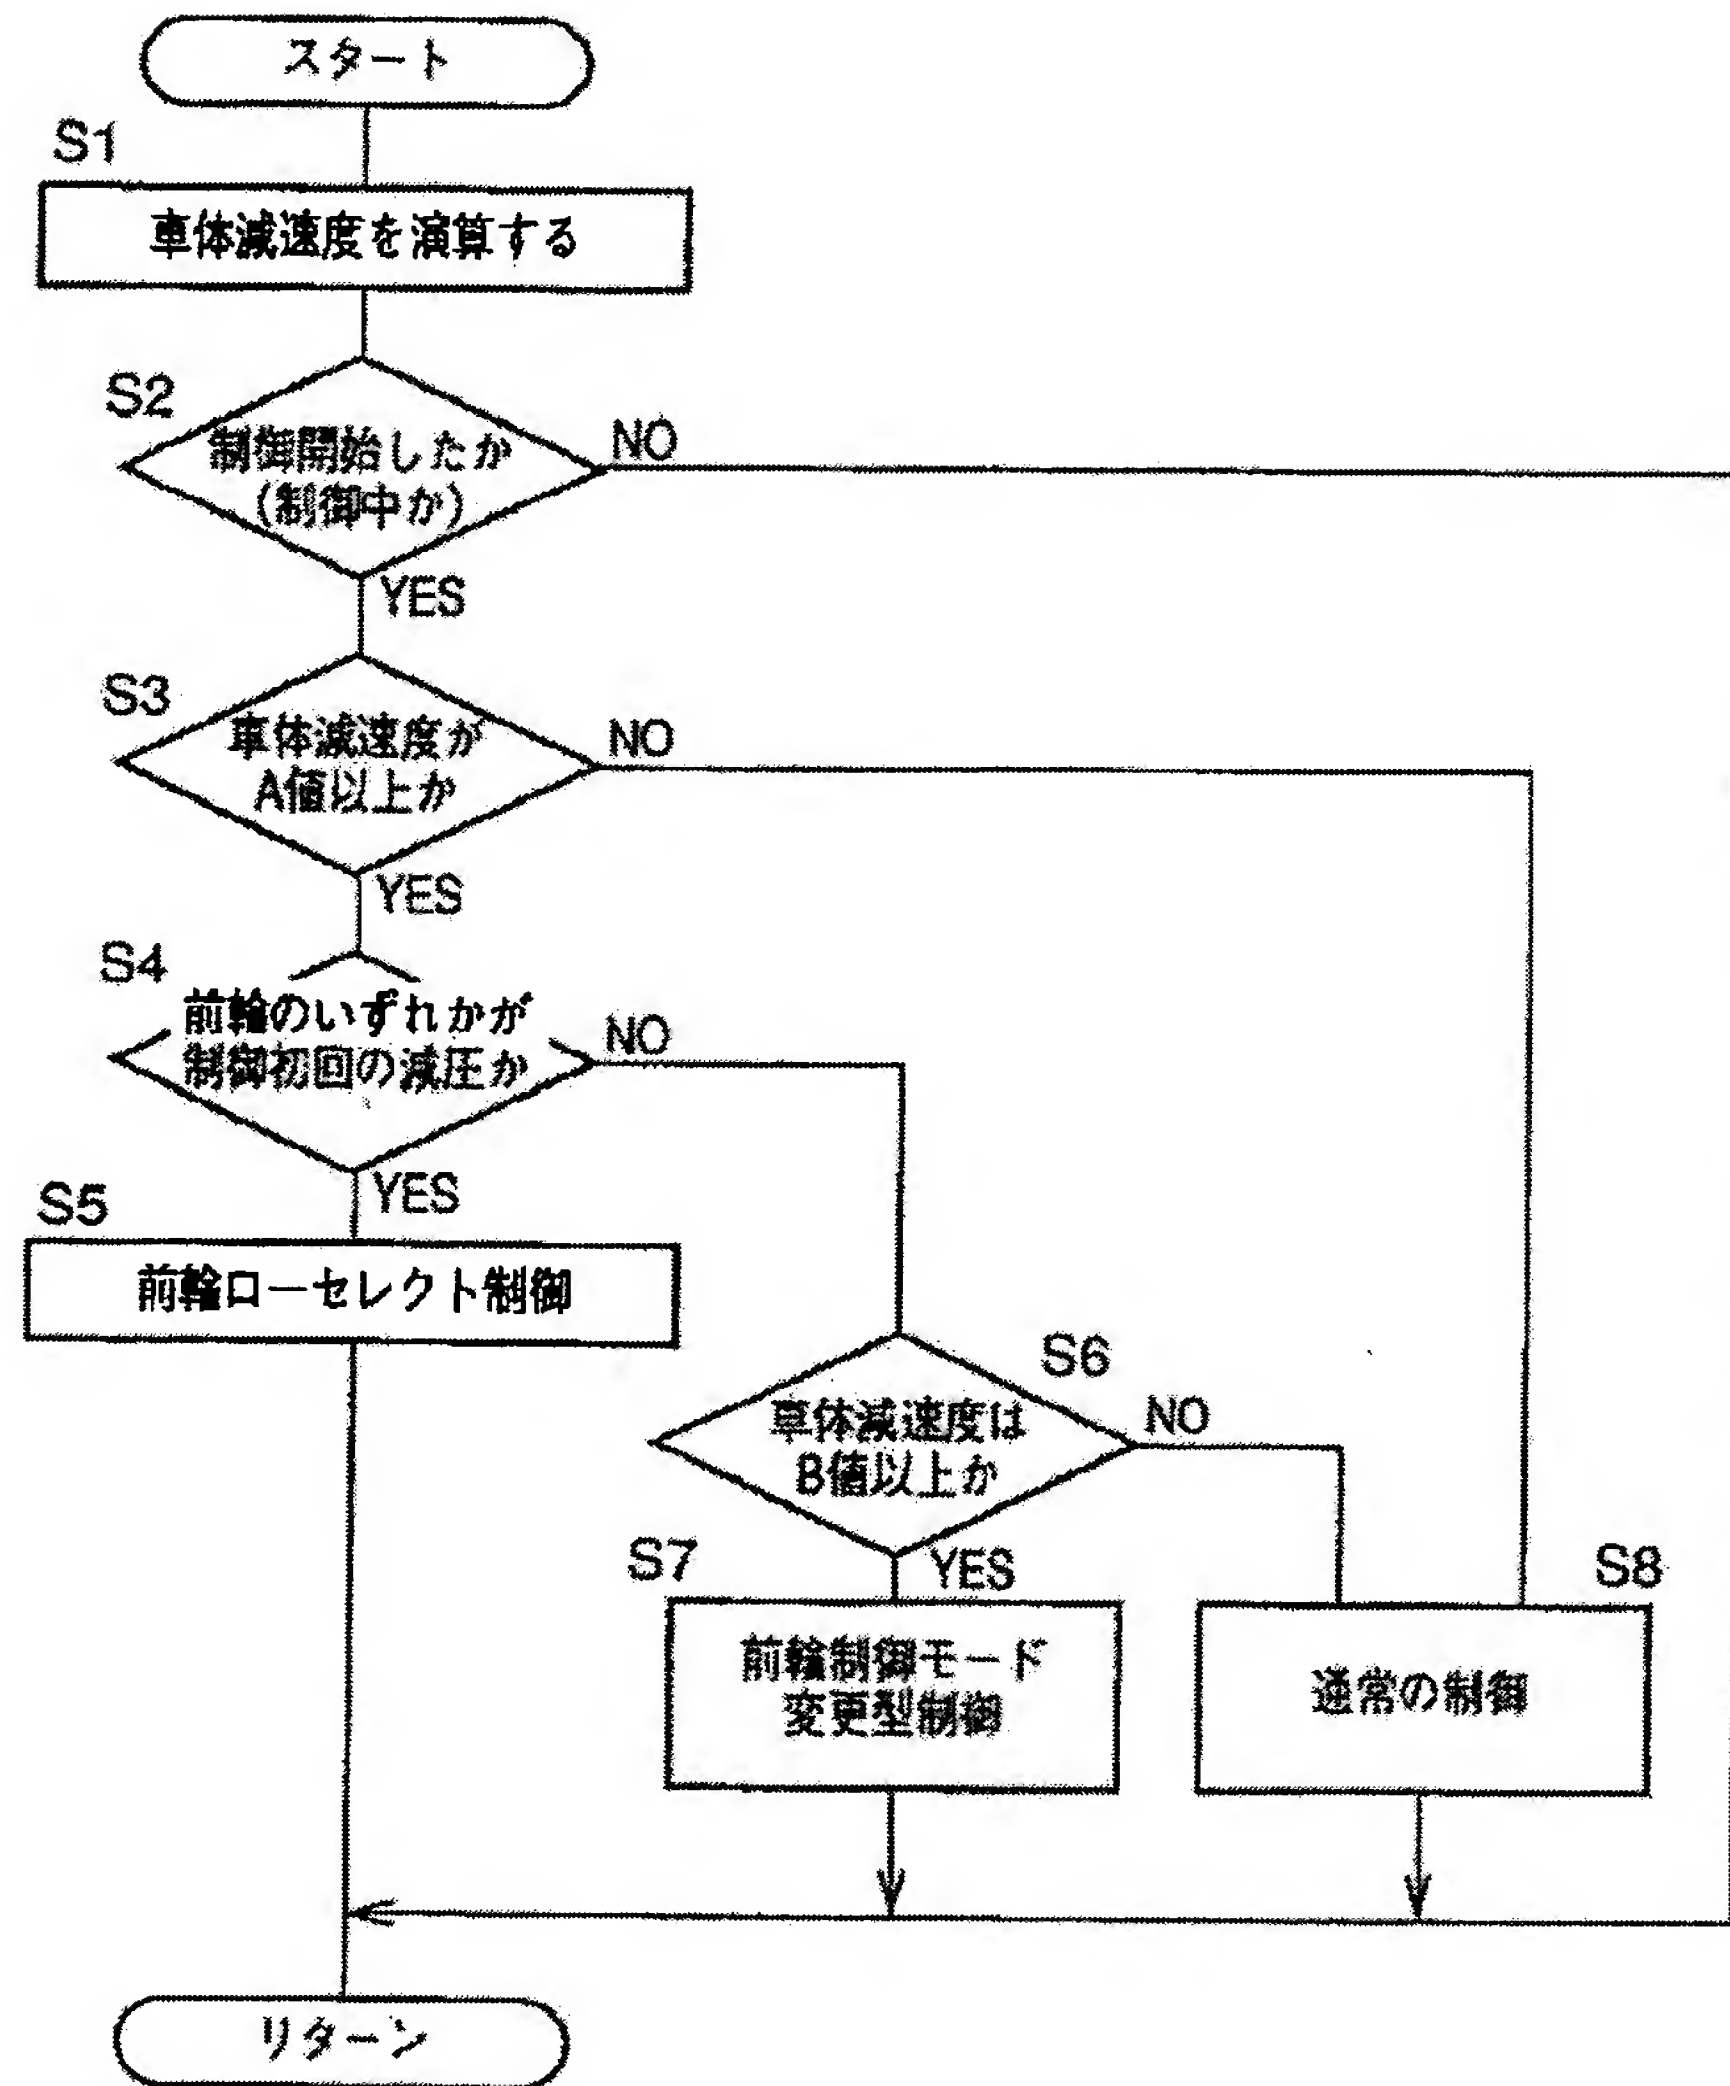 スタート
S1
車体減速度を演算する
S2
制御開始したか
(制御中か)
NO
YES
S3
車体減速度が
A値以上か
NO
YES
S4
前輪のいずれかが
制御初回の減圧か
NO
YES
S5
前輪ローセレクト制御
S6
車体減速度は
B値以上か
NO
YES
S7
前輪制御モード
変更型制御
S8
通常の制御
リターン